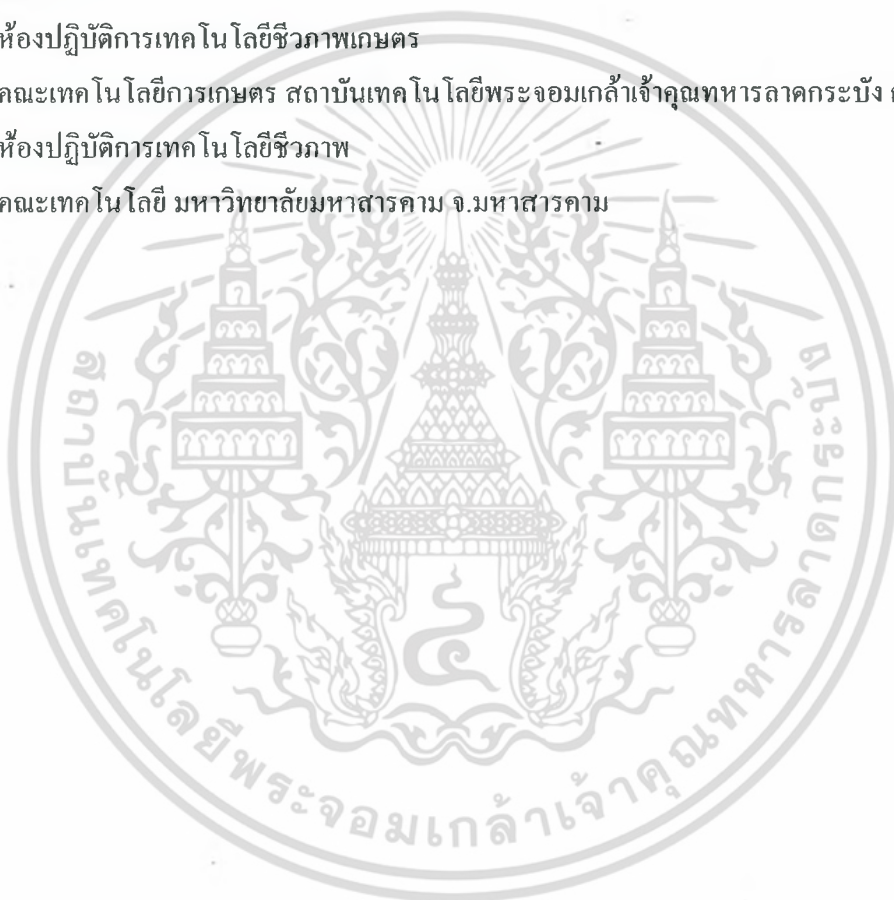 ห้องปฏิบัติการเทคโนโลยีชีวภาพเกษตร
คณะเทคโนโลยีการเกษตร สถาบันเทคโนโลยีพระจอมเกล้าเจ้าคุณทหารลาดกระบัง
ห้องปฏิบัติการเทคโนโลยีชีวภาพ
คณะเทคโนโลยี มหาวิทยาลัยมหาสารคาม จ.มหาสารคาม
สถาบันเทคโนโลยีพระจอมเกล้าเจ้าคุณทหารลาดกระบัง